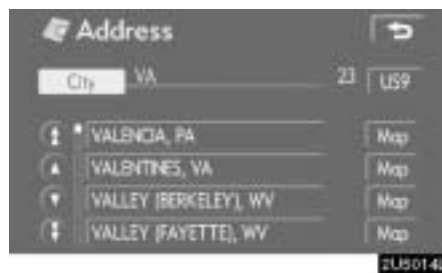 Address
City VA 23 US9
VALENCIA, PA Map
VALENTINES, VA Map
VALLEY (BERKELEY), WV Map
VALLEY (FAYETTE), WV Map